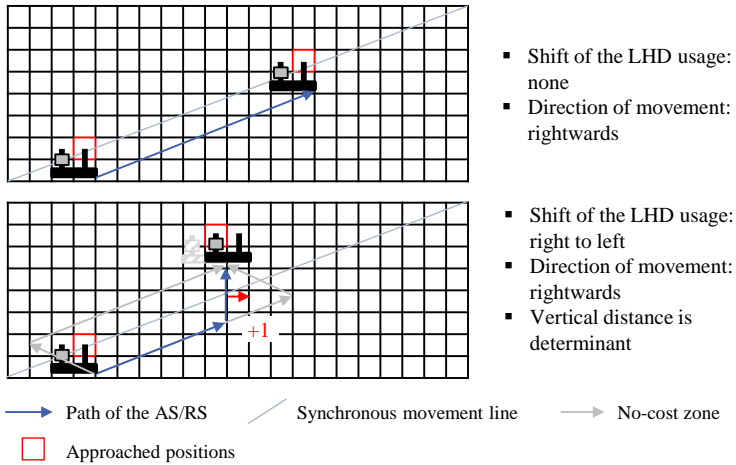 ▪ Shift of the LHD usage:
none
▪ Direction of movement:
rightwards
▪ Shift of the LHD usage:
right to left
▪ Direction of movement:
rightwards
▪ Vertical distance is
determinant
+1
Path of the AS/RS
Synchronous movement line
No-cost zone
Approached positions